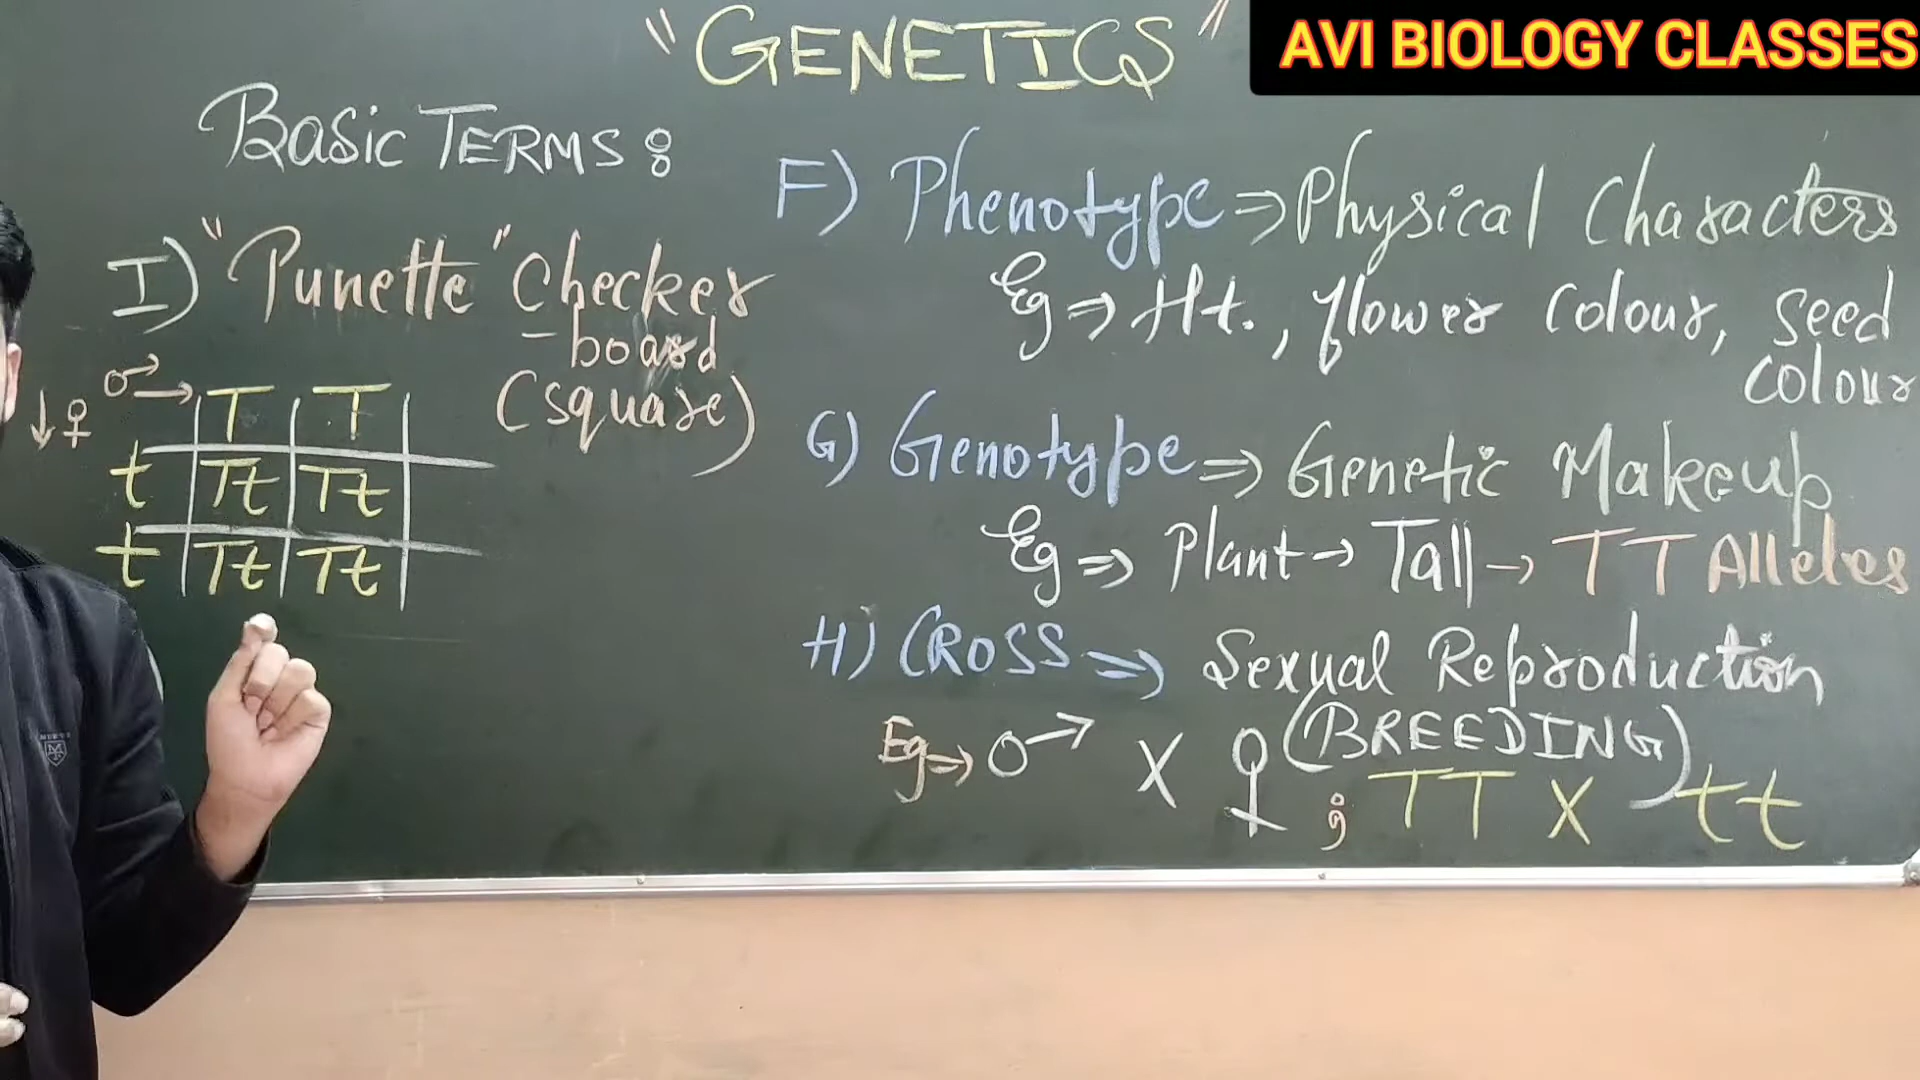 "GENETICS"
AVI BIOLOGY CLASSES
Basic TERMS :
I) "Punette" Checker
-board
(square)
♂→ T T
↓♀
t Tt Tt
t Tt Tt
F) Phenotype ⇒ Physical Characters
Eg ⇒ Ht., flower colour, seed
colour
G) Genotype ⇒ Genetic Makeup
Eg ⇒ Plant → Tall → TT Alleles
H) CROSS ⇒ Sexual Reproduction
(BREEDING)
Eg → ♂ X ♀ ; TT X tt